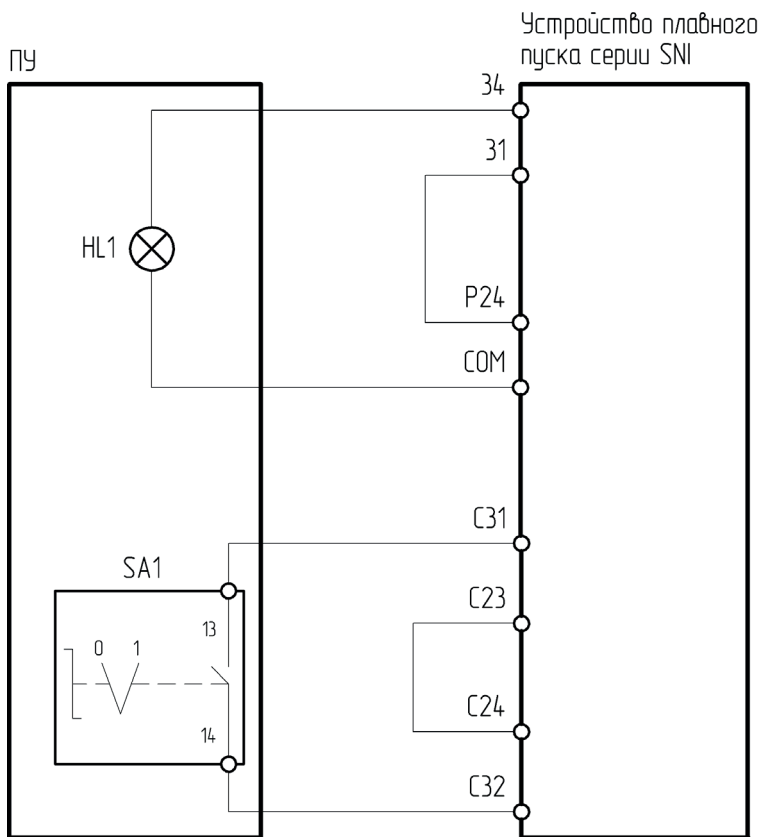 Устройство плавного
пуска серии SNI
ПУ
34
31
HL1
P24
COM
C31
SA1
C23
13
0 1
C24
14
C32